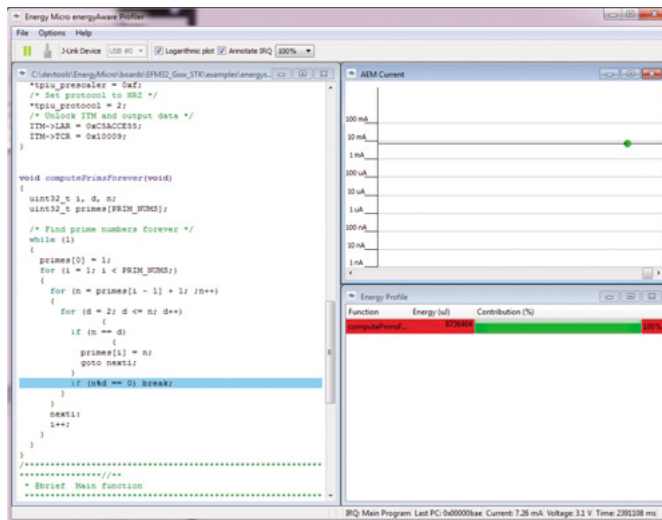 Energy Micro energyAware Profiler
File Options Help
J-Link Device USB #0 Logarithmic plot Annotate IRQ 100%
C:\devtools\EnergyMicro\boards\EFM32_Gxxx_STK\examples\energys...
*tpiu_prescaler = 0xf;
/* Set protocol to NRZ */
*tpiu_protocol = 2;
/* Unlock ITM and output data */
ITM->LAR = 0xC5ACCE55;
ITM->TCR = 0x10009;
}
void computePrimsForever(void)
{
uint32_t i, d, n;
uint32_t primes[PRIM_NUMS];
/* Find prime numbers forever */
while (1)
{
primes[0] = 1;
for (i = 1; i < PRIM_NUMS;)
{
for (n = primes[i - 1] + 1; ;n++)
{
for (d = 2; d <= n; d++)
{
if (n == d)
{
primes[i] = n;
goto nexti;
}
if (n%d == 0) break;
}
}
nexti:
i++;
}
}
}
/**********************************************************
****************//**
* @brief Main function
**********************************************************
AEM Current
100 mA
10 mA
1 mA
100 uA
10 uA
1 uA
100 nA
10 nA
1 nA
Energy Profile
Function Energy (uJ) Contribution (%)
computePrimsF... 8736464 100%
IRQ: Main Program Last PC: 0x00000bae Current: 7.26 mA Voltage: 3.1 V Time: 2391108 ms